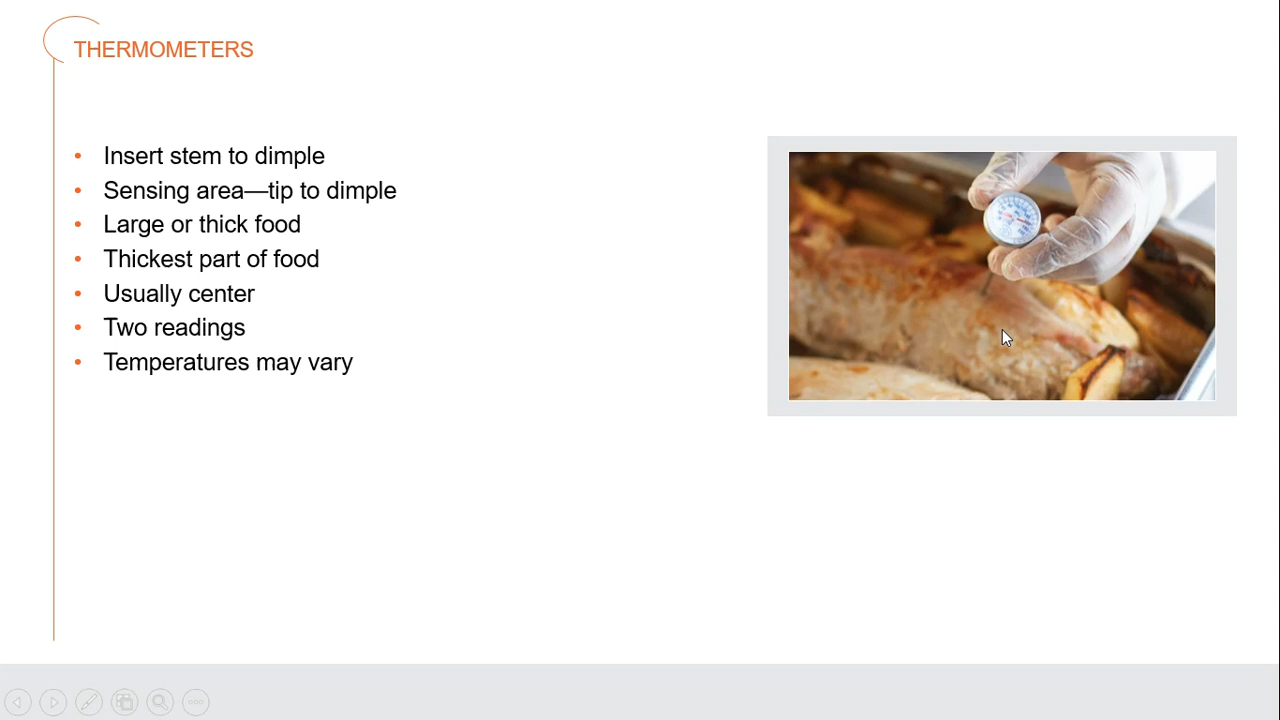 THERMOMETERS
Insert stem to dimple
Sensing area—tip to dimple
Large or thick food
Thickest part of food
Usually center
Two readings
Temperatures may vary